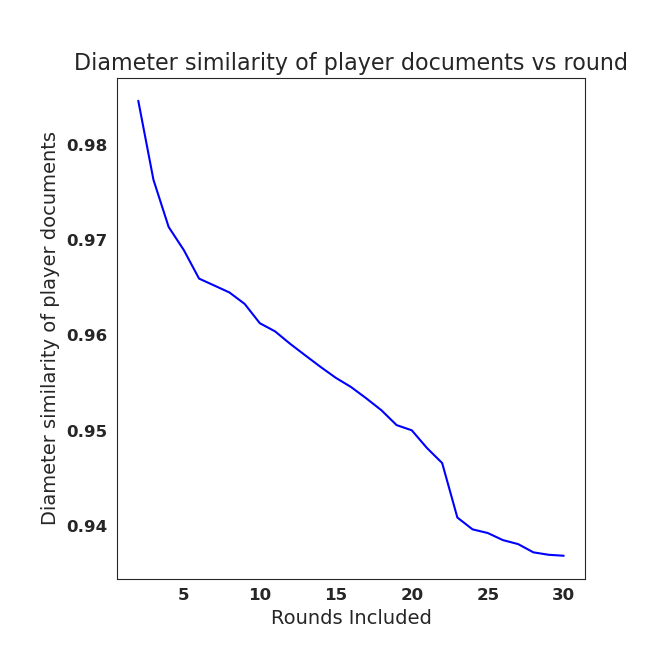 Diameter similarity of player documents vs round
Diameter similarity of player documents
0.98
0.97
0.96
0.95
0.94
5 10 15 20 25 30
Rounds Included